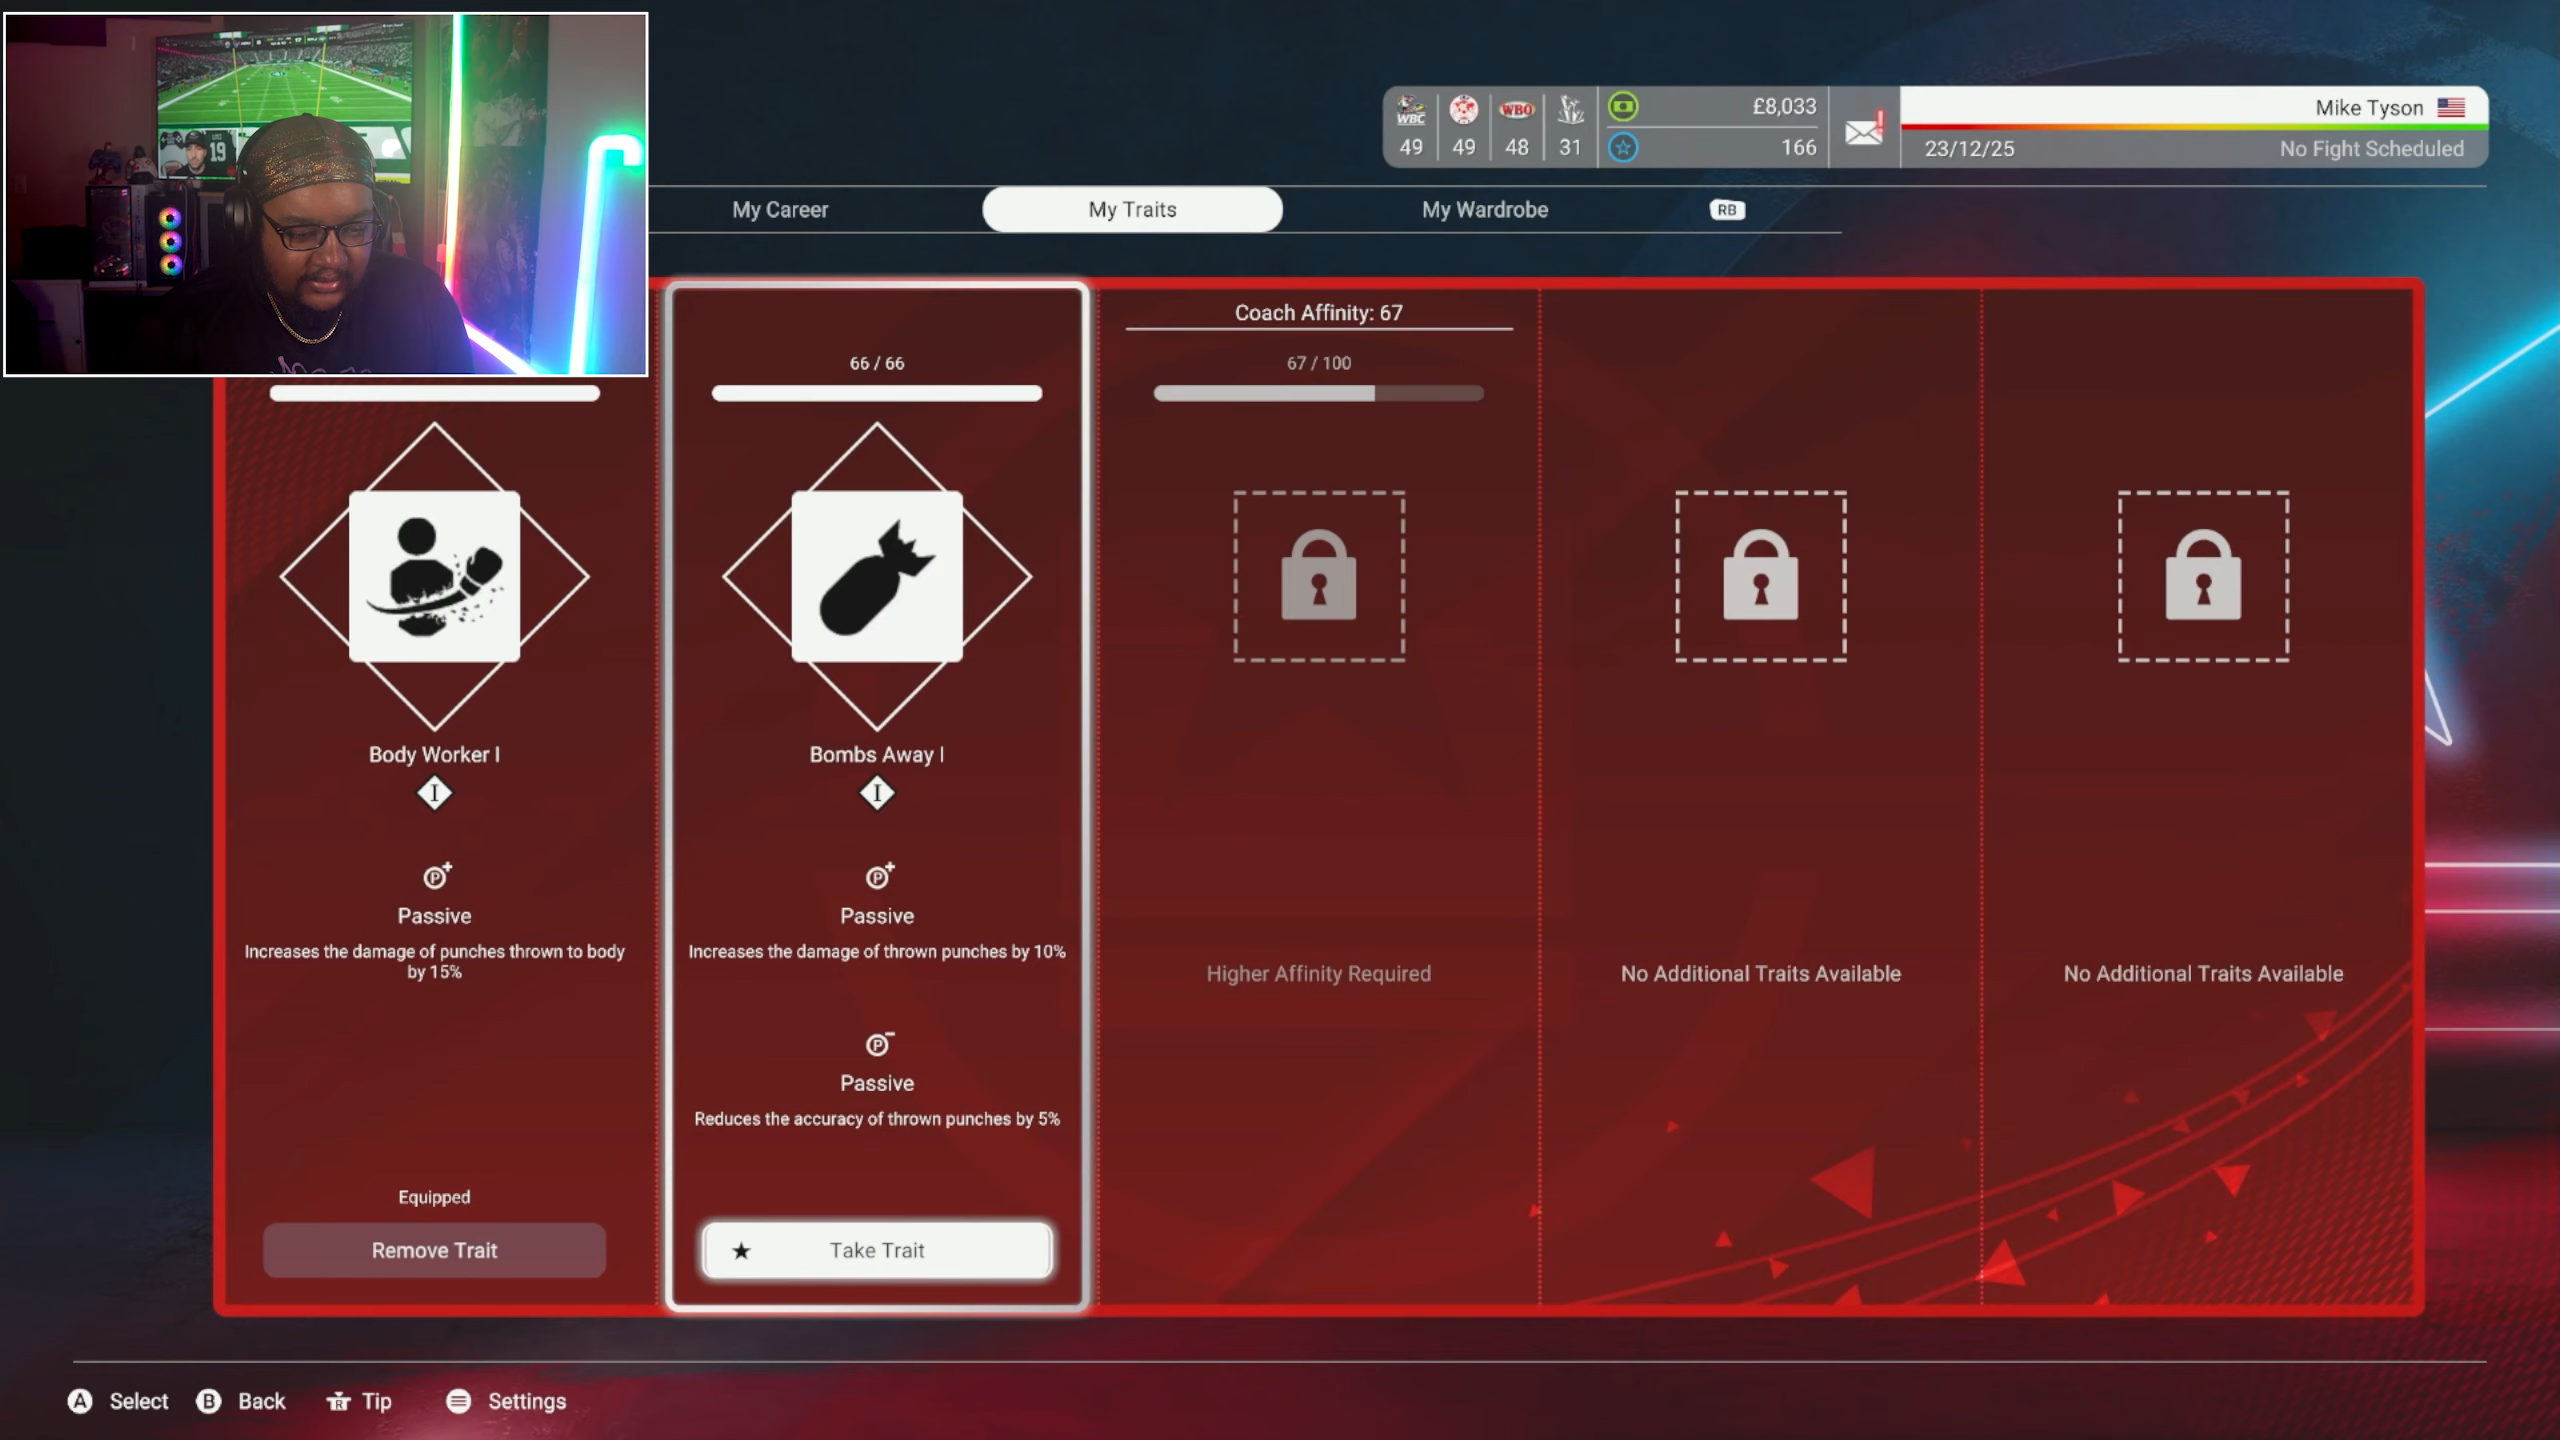 19
WBC
WBO
£8,033
Mike Tyson
49
49
48
31
166
23/12/25
No Fight Scheduled
My Career
My Traits
My Wardrobe
RB
Coach Affinity: 67
66 / 66
67 / 100
Body Worker I
Bombs Away I
I
I
P+
P+
Passive
Passive
Increases the damage of punches thrown to body
by 15%
Increases the damage of thrown punches by 10%
Higher Affinity Required
No Additional Traits Available
No Additional Traits Available
P-
Passive
Reduces the accuracy of thrown punches by 5%
Equipped
Remove Trait
Take Trait
A Select
B Back
R Tip
Settings